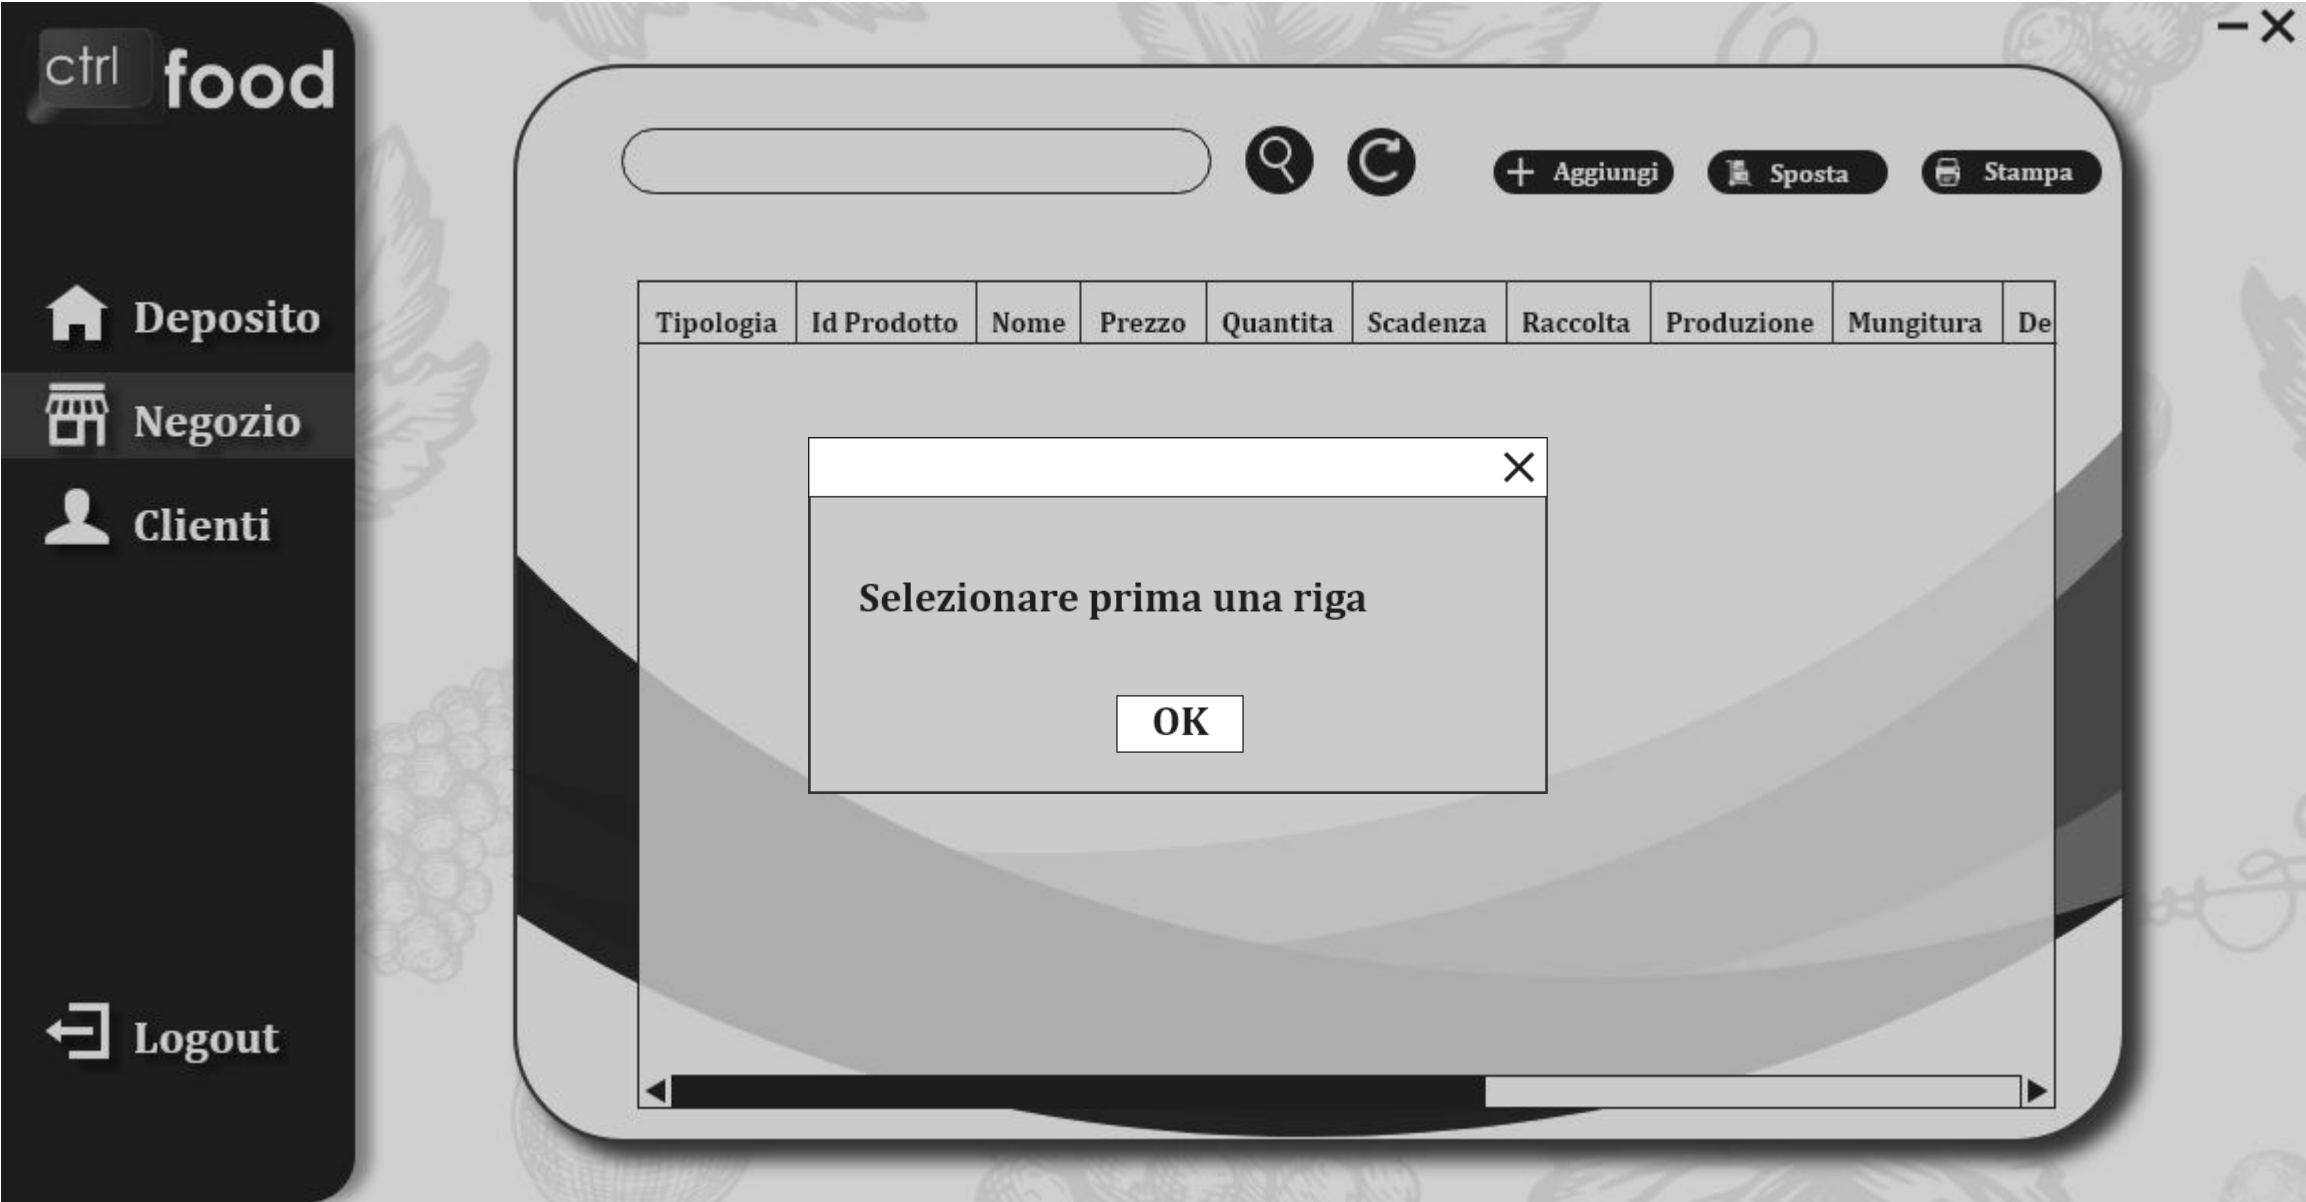 ctrl food
Aggiungi
Sposta
Stampa
Deposito
Negozio
Clienti
Logout
Tipologia Id Prodotto Nome Prezzo Quantita Scadenza Raccolta Produzione Mungitura De
Selezionare prima una riga
OK